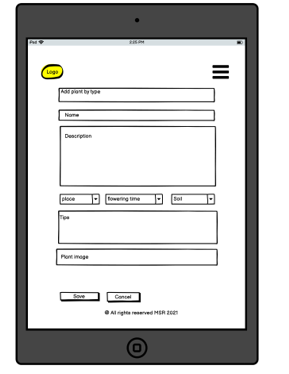 iPad
2:25 PM
Logo
Add plant by type
Name
Description
place
flowering time
Soil
Tips
Plant image
Save
Cancel
@ All rights reserved MSR 2021